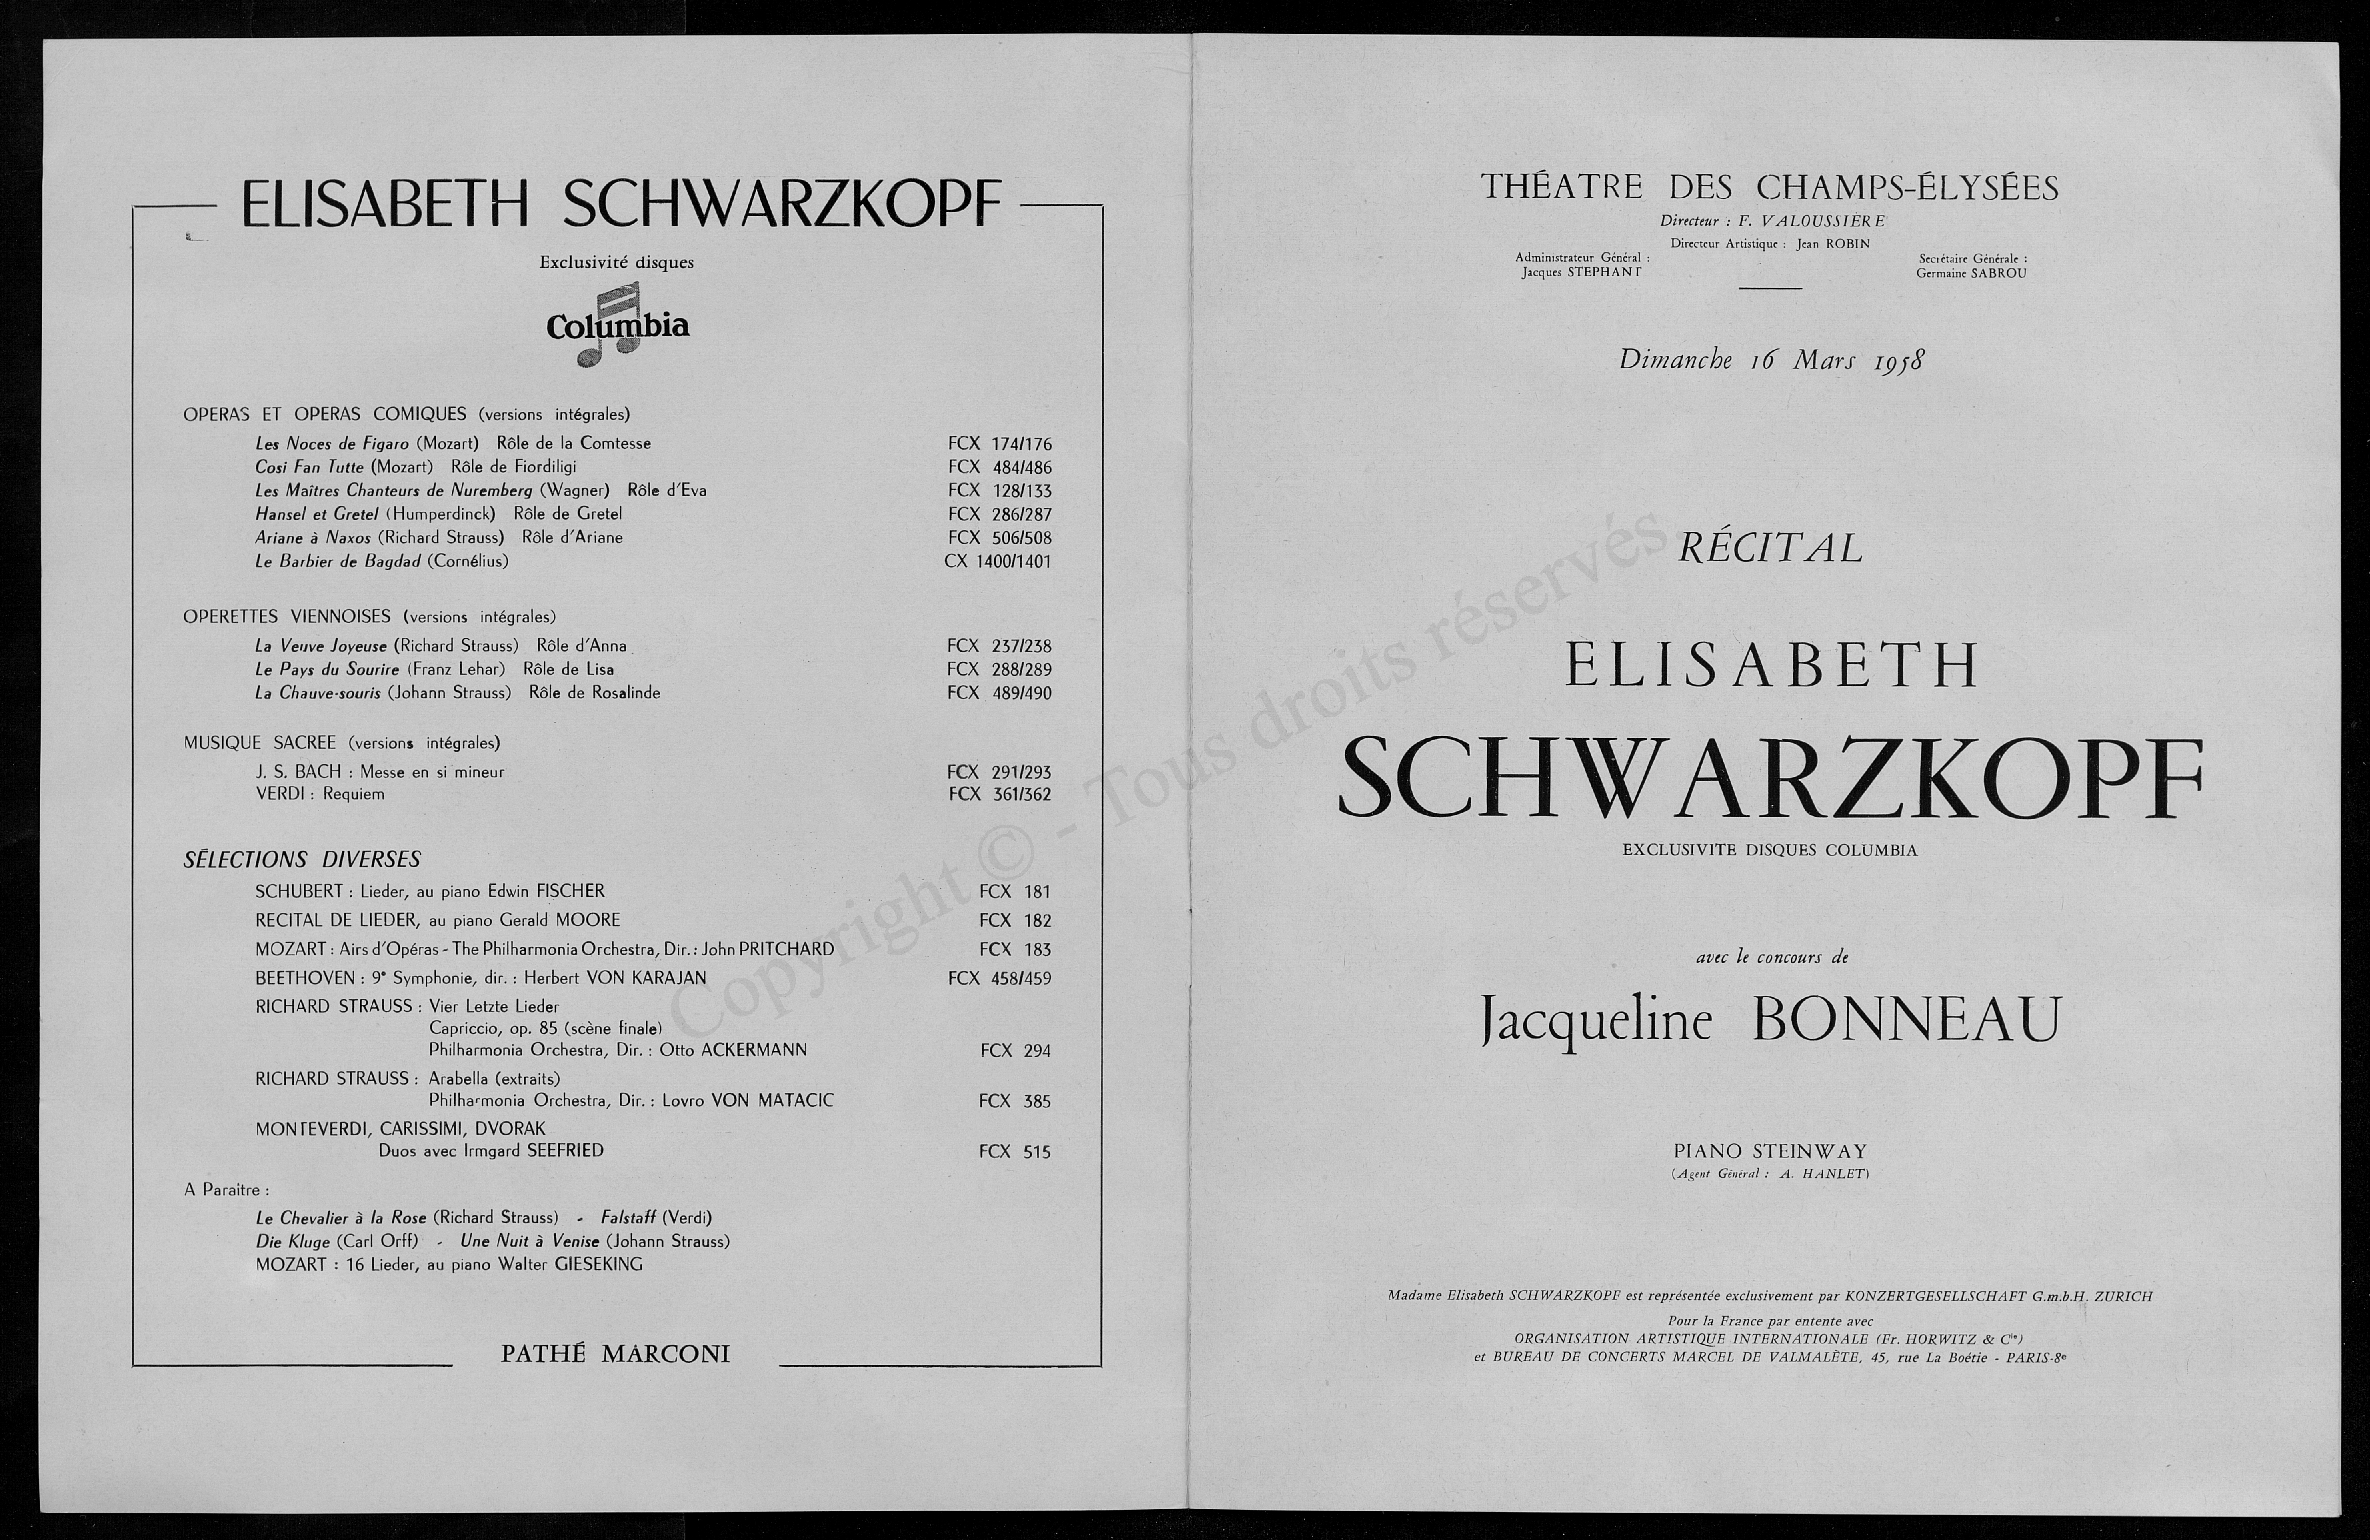 ELISABETH SCHWARZKOPF
Exclusivité disques
Columbia
OPERAS ET OPERAS COMIQUES (versions intégrales)
Les Noces de Figaro (Mozart) Rôle de la Comtesse FCX 174/176
Cosi Fan Tutte (Mozart) Rôle de Fiordiligi FCX 484/486
Les Maîtres Chanteurs de Nuremberg (Wagner) Rôle d'Eva FCX 128/133
Hansel et Gretel (Humperdinck) Rôle de Gretel FCX 286/287
Ariane à Naxos (Richard Strauss) Rôle d'Ariane FCX 506/508
Le Barbier de Bagdad (Cornélius) CX 1400/1401
OPERETTES VIENNOISES (versions intégrales)
La Veuve Joyeuse (Richard Strauss) Rôle d'Anna FCX 237/238
Le Pays du Sourire (Franz Lehar) Rôle de Lisa FCX 288/289
La Chauve-souris (Johann Strauss) Rôle de Rosalinde FCX 489/490
MUSIQUE SACREE (versions intégrales)
J. S. BACH : Messe en si mineur FCX 291/293
VERDI : Requiem FCX 361/362
SÉLECTIONS DIVERSES
SCHUBERT : Lieder, au piano Edwin FISCHER FCX 181
RECITAL DE LIEDER, au piano Gerald MOORE FCX 182
MOZART : Airs d'Opéras - The Philharmonia Orchestra, Dir. : John PRITCHARD FCX 183
BEETHOVEN : 9e Symphonie, dir. : Herbert VON KARAJAN FCX 458/459
RICHARD STRAUSS : Vier Letzte Lieder
Capriccio, op. 85 (scène finale)
Philharmonia Orchestra, Dir. : Otto ACKERMANN FCX 294
RICHARD STRAUSS : Arabella (extraits)
Philharmonia Orchestra, Dir. : Lovro VON MATACIC FCX 385
MONTEVERDI, CARISSIMI, DVORAK
Duos avec Irmgard SEEFRIED FCX 515
A Paraitre :
Le Chevalier à la Rose (Richard Strauss) - Falstaff (Verdi)
Die Kluge (Carl Orff) - Une Nuit à Venise (Johann Strauss)
MOZART : 16 Lieder, au piano Walter GIESEKING
PATHÉ MARCONI
THÉATRE DES CHAMPS-ÉLYSÉES
Directeur : F. VALOUSSIÈRE
Directeur Artistique : Jean ROBIN
Administrateur Général :
Jacques STEPHANT
Secrétaire Générale :
Germaine SABROU
Dimanche 16 Mars 1958
RÉCITAL
ELISABETH
SCHWARZKOPF
EXCLUSIVITE DISQUES COLUMBIA
avec le concours de
Jacqueline BONNEAU
PIANO STEINWAY
(Agent Général : A. HANLET)
Madame Elisabeth SCHWARZKOPF est représentée exclusivement par KONZERTGESELLSCHAFT G.m.b.H. ZURICH
Pour la France par entente avec
ORGANISATION ARTISTIQUE INTERNATIONALE (Fr. HORWITZ & Cie)
et BUREAU DE CONCERTS MARCEL DE VALMALÈTE, 45, rue La Boétie - PARIS-8e
Copyright © - Tous droits réservés.